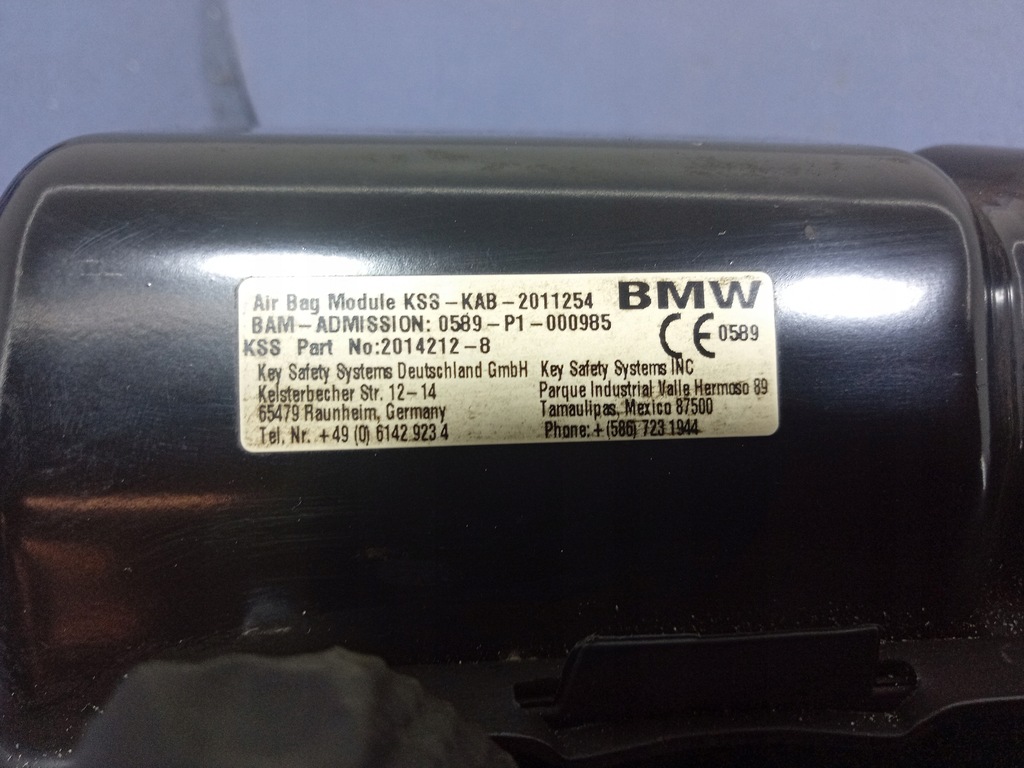 Air Bag Module KSS-KAB-2011254 BMW
BAM-ADMISSION: 0589-P1-000985 CE 0589
KSS Part No:2014212-8
Key Safety Systems Deutschland GmbH Key Safety Systems INC
Kelsterbecher Str. 12-14 Parque Industrial Valle Hermoso 89
65479 Raunheim, Germany Tamaulipas, Mexico 87500
Tel. Nr. +49 (0) 6142 923 4 Phone: + (586) 723 1944